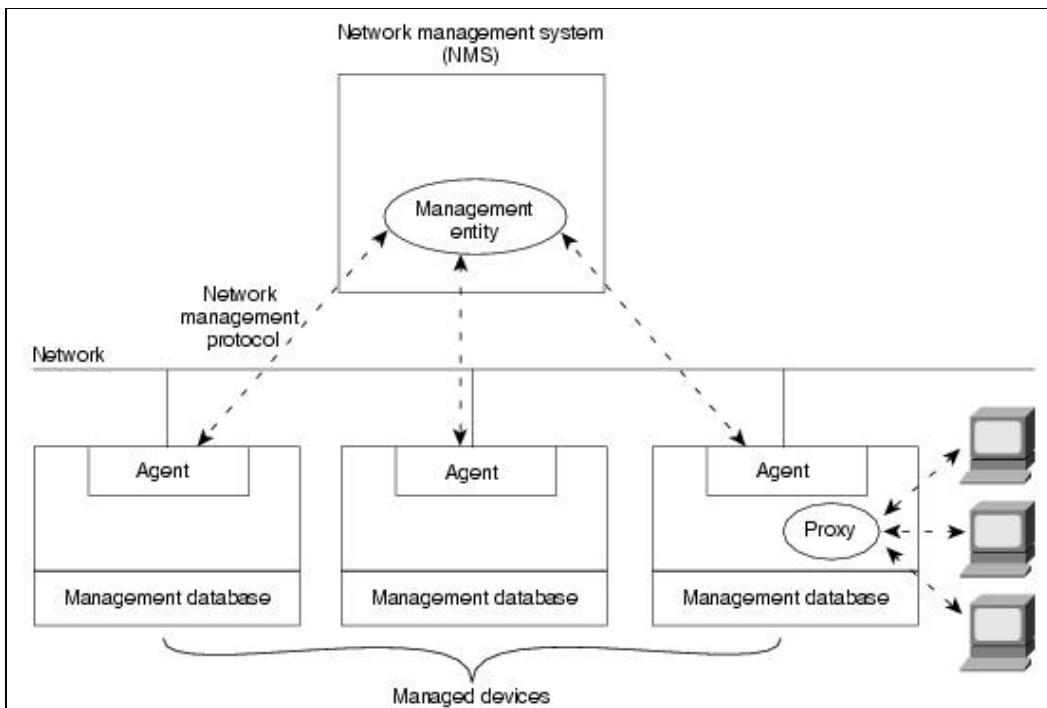 Network management system
(NMS)
Management
entity
Network
management
protocol
Network
Agent
Agent
Agent
Proxy
Management database
Management database
Management database
Managed devices